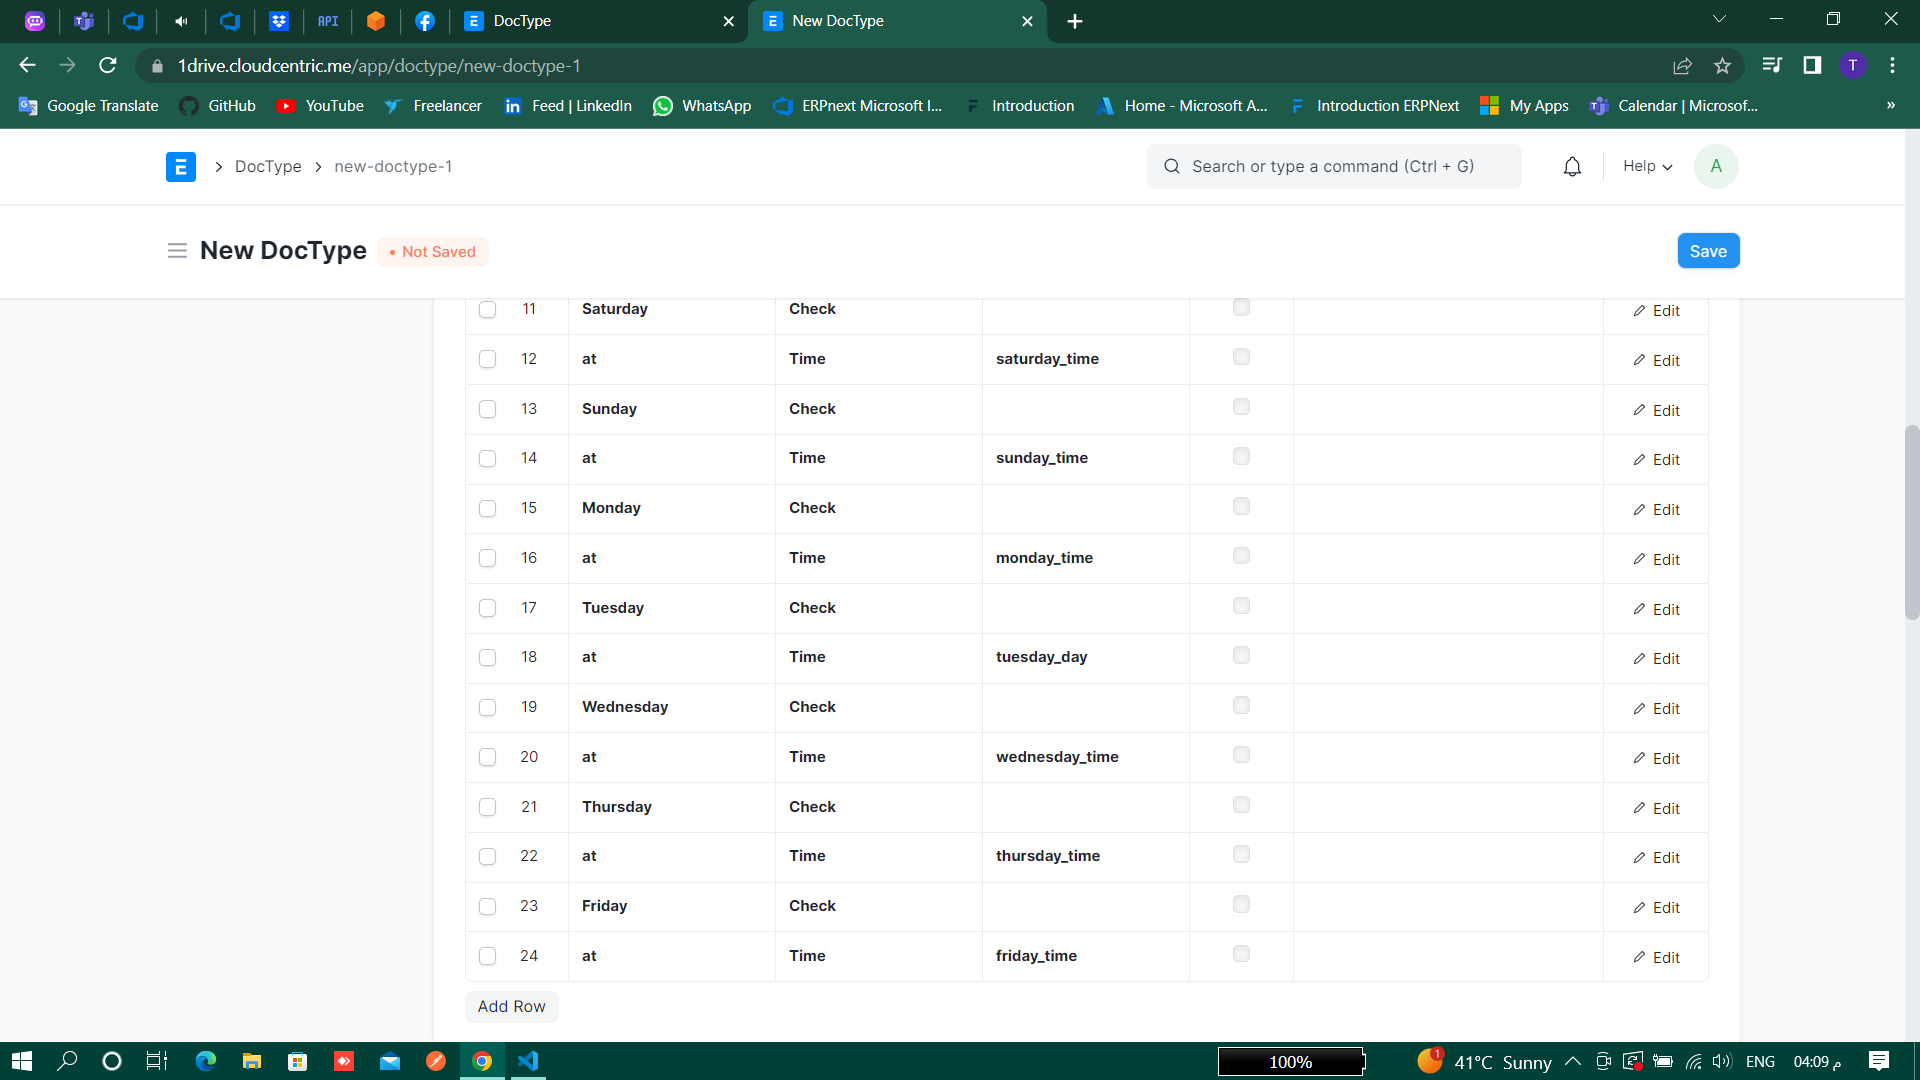 API
DocType
New DocType
1drive.cloudcentric.me/app/doctype/new-doctype-1
T
Google Translate
GitHub
YouTube
Freelancer
Feed | LinkedIn
WhatsApp
ERPnext Microsoft I...
Introduction
Home - Microsoft A...
Introduction ERPNext
My Apps
Calendar | Microsof...
»
E
DocType
new-doctype-1
Search or type a command (Ctrl + G)
Help
A
New DocType
Not Saved
Save
11 Saturday Check Edit
12 at Time saturday_time Edit
13 Sunday Check Edit
14 at Time sunday_time Edit
15 Monday Check Edit
16 at Time monday_time Edit
17 Tuesday Check Edit
18 at Time tuesday_day Edit
19 Wednesday Check Edit
20 at Time wednesday_time Edit
21 Thursday Check Edit
22 at Time thursday_time Edit
23 Friday Check Edit
24 at Time friday_time Edit
Add Row
100%
1
41°C Sunny
ENG
04:09 م